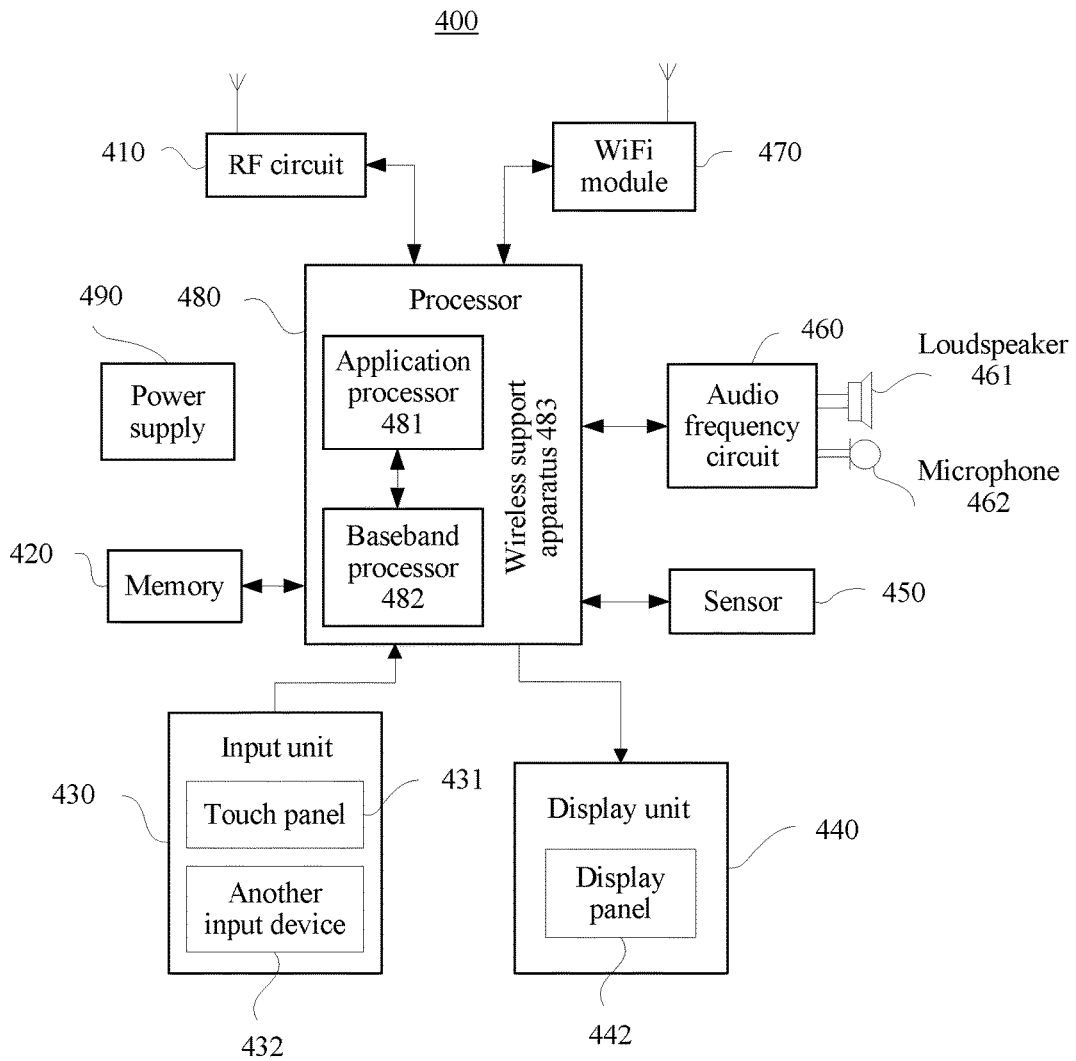 400
410
RF circuit
WiFi
module
470
480
Processor
490
Power
supply
Application
processor
481
Baseband
processor
482
Wireless support
apparatus 483
460
Audio
frequency
circuit
Loudspeaker
461
Microphone
462
420
Memory
Sensor
450
Input unit
430
Touch panel
431
Another
input device
432
Display unit
440
Display
panel
442